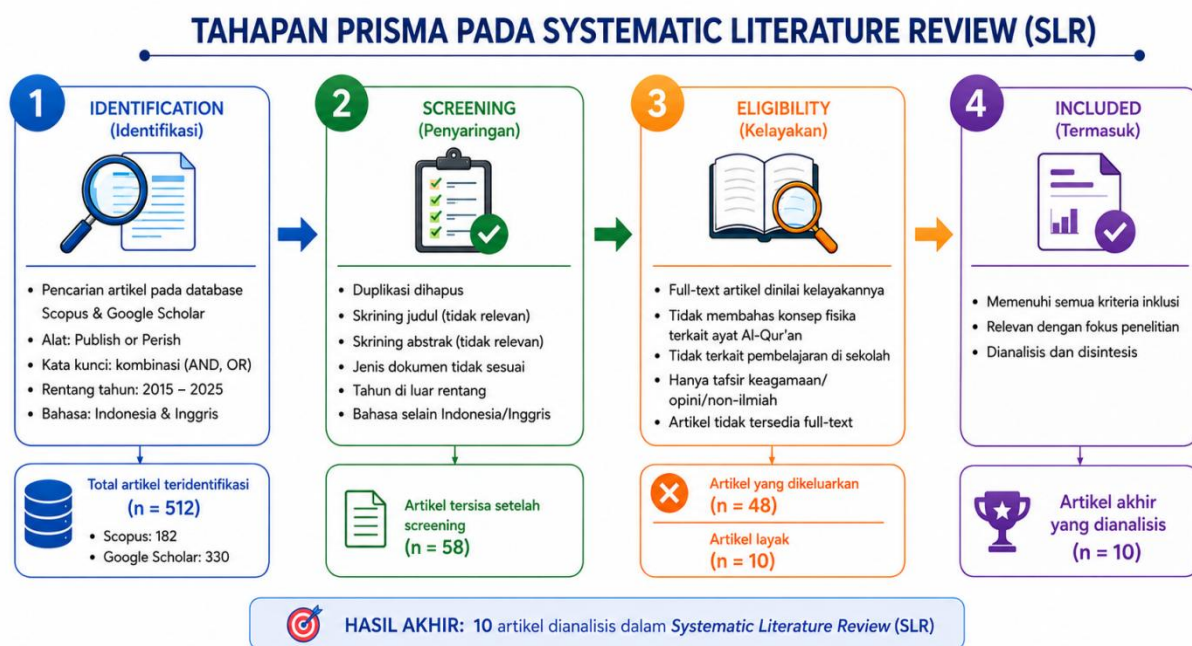 TAHAPAN PRISMA PADA SYSTEMATIC LITERATURE REVIEW (SLR)
1
IDENTIFICATION
(Identifikasi)
• Pencarian artikel pada database
Scopus & Google Scholar
• Alat: Publish or Perish
• Kata kunci: kombinasi (AND, OR)
• Rentang tahun: 2015 – 2025
• Bahasa: Indonesia & Inggris
Total artikel teridentifikasi
(n = 512)
• Scopus: 182
• Google Scholar: 330
2
SCREENING
(Penyaringan)
• Duplikasi dihapus
• Skrining judul (tidak relevan)
• Skrining abstrak (tidak relevan)
• Jenis dokumen tidak sesuai
• Tahun di luar rentang
• Bahasa selain Indonesia/Inggris
Artikel tersisa setelah
screening
(n = 58)
3
ELIGIBILITY
(Kelayakan)
• Full-text artikel dinilai kelayakannya
• Tidak membahas konsep fisika
terkait ayat Al-Qur'an
• Tidak terkait pembelajaran di sekolah
• Hanya tafsir keagamaan/
opini/non-ilmiah
• Artikel tidak tersedia full-text
Artikel yang dikeluarkan
(n = 48)
Artikel layak
(n = 10)
4
INCLUDED
(Termasuk)
• Memenuhi semua kriteria inklusi
• Relevan dengan fokus penelitian
• Dianalisis dan disintesis
Artikel akhir
yang dianalisis
(n = 10)
HASIL AKHIR: 10 artikel dianalisis dalam Systematic Literature Review (SLR)